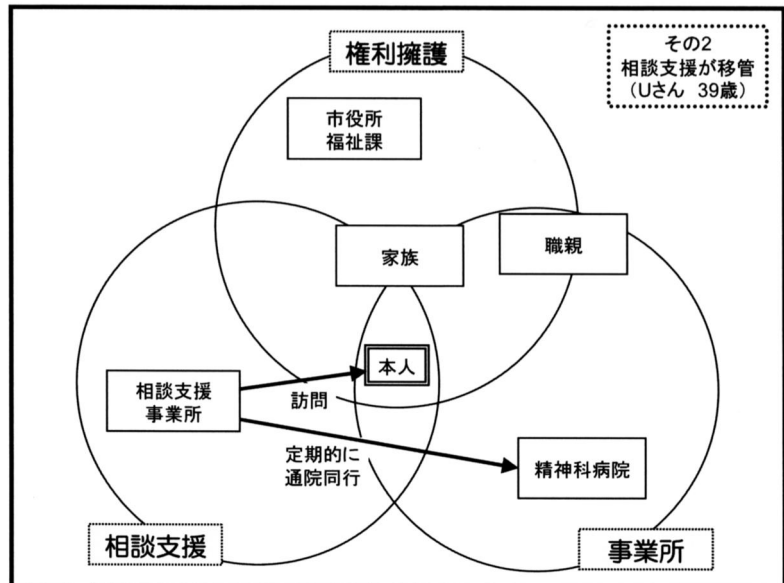 権利擁護
その2
相談支援が移管
(Uさん 39歳)
市役所
福祉課
家族
職親
本人
相談支援
事業所
訪問
定期的に
通院同行
精神科病院
相談支援
事業所